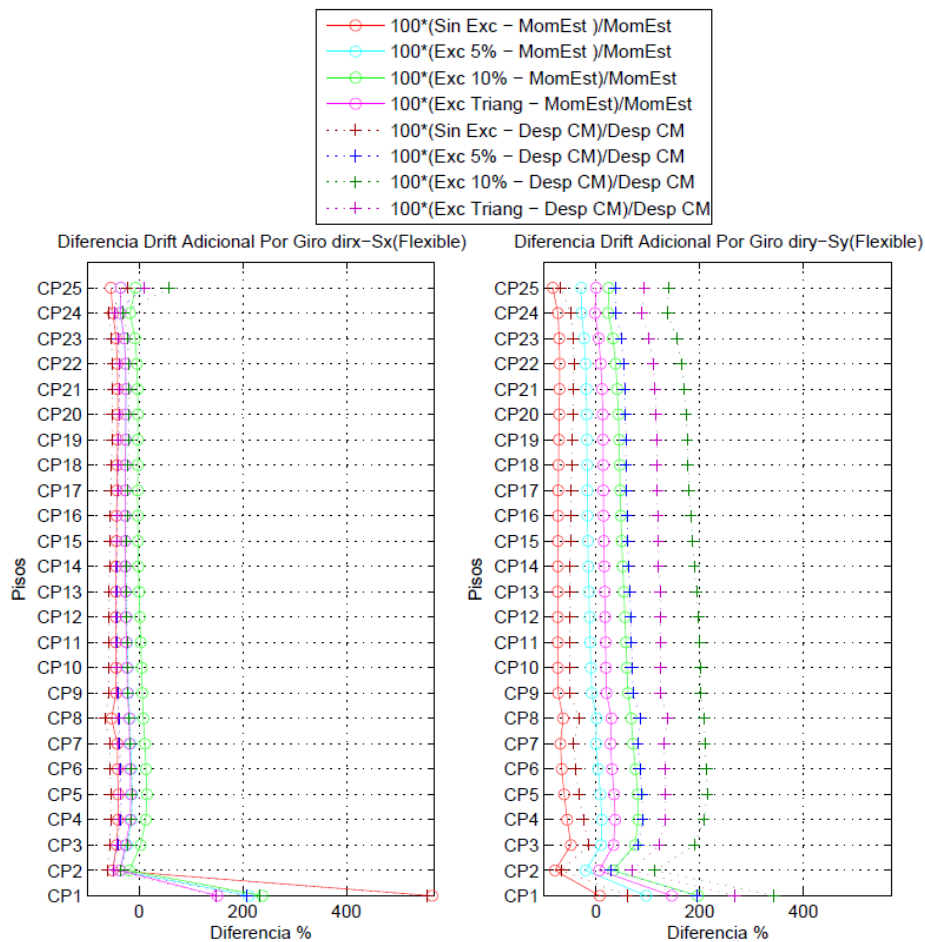 100*(Sin Exc − MomEst )/MomEst
100*(Exc 5% − MomEst )/MomEst
100*(Exc 10% − MomEst)/MomEst
100*(Exc Triang − MomEst)/MomEst
100*(Sin Exc − Desp CM)/Desp CM
100*(Exc 5% − Desp CM)/Desp CM
100*(Exc 10% − Desp CM)/Desp CM
100*(Exc Triang − Desp CM)/Desp CM
Diferencia Drift Adicional Por Giro dirx−Sx(Flexible)
CP25
CP24
CP23
CP22
CP21
CP20
CP19
CP18
CP17
CP16
CP15
CP14
CP13
CP12
CP11
CP10
CP9
CP8
CP7
CP6
CP5
CP4
CP3
CP2
CP1
Pisos
0 200 400
Diferencia %
Diferencia Drift Adicional Por Giro diry−Sy(Flexible)
CP25
CP24
CP23
CP22
CP21
CP20
CP19
CP18
CP17
CP16
CP15
CP14
CP13
CP12
CP11
CP10
CP9
CP8
CP7
CP6
CP5
CP4
CP3
CP2
CP1
Pisos
0 200 400
Diferencia %